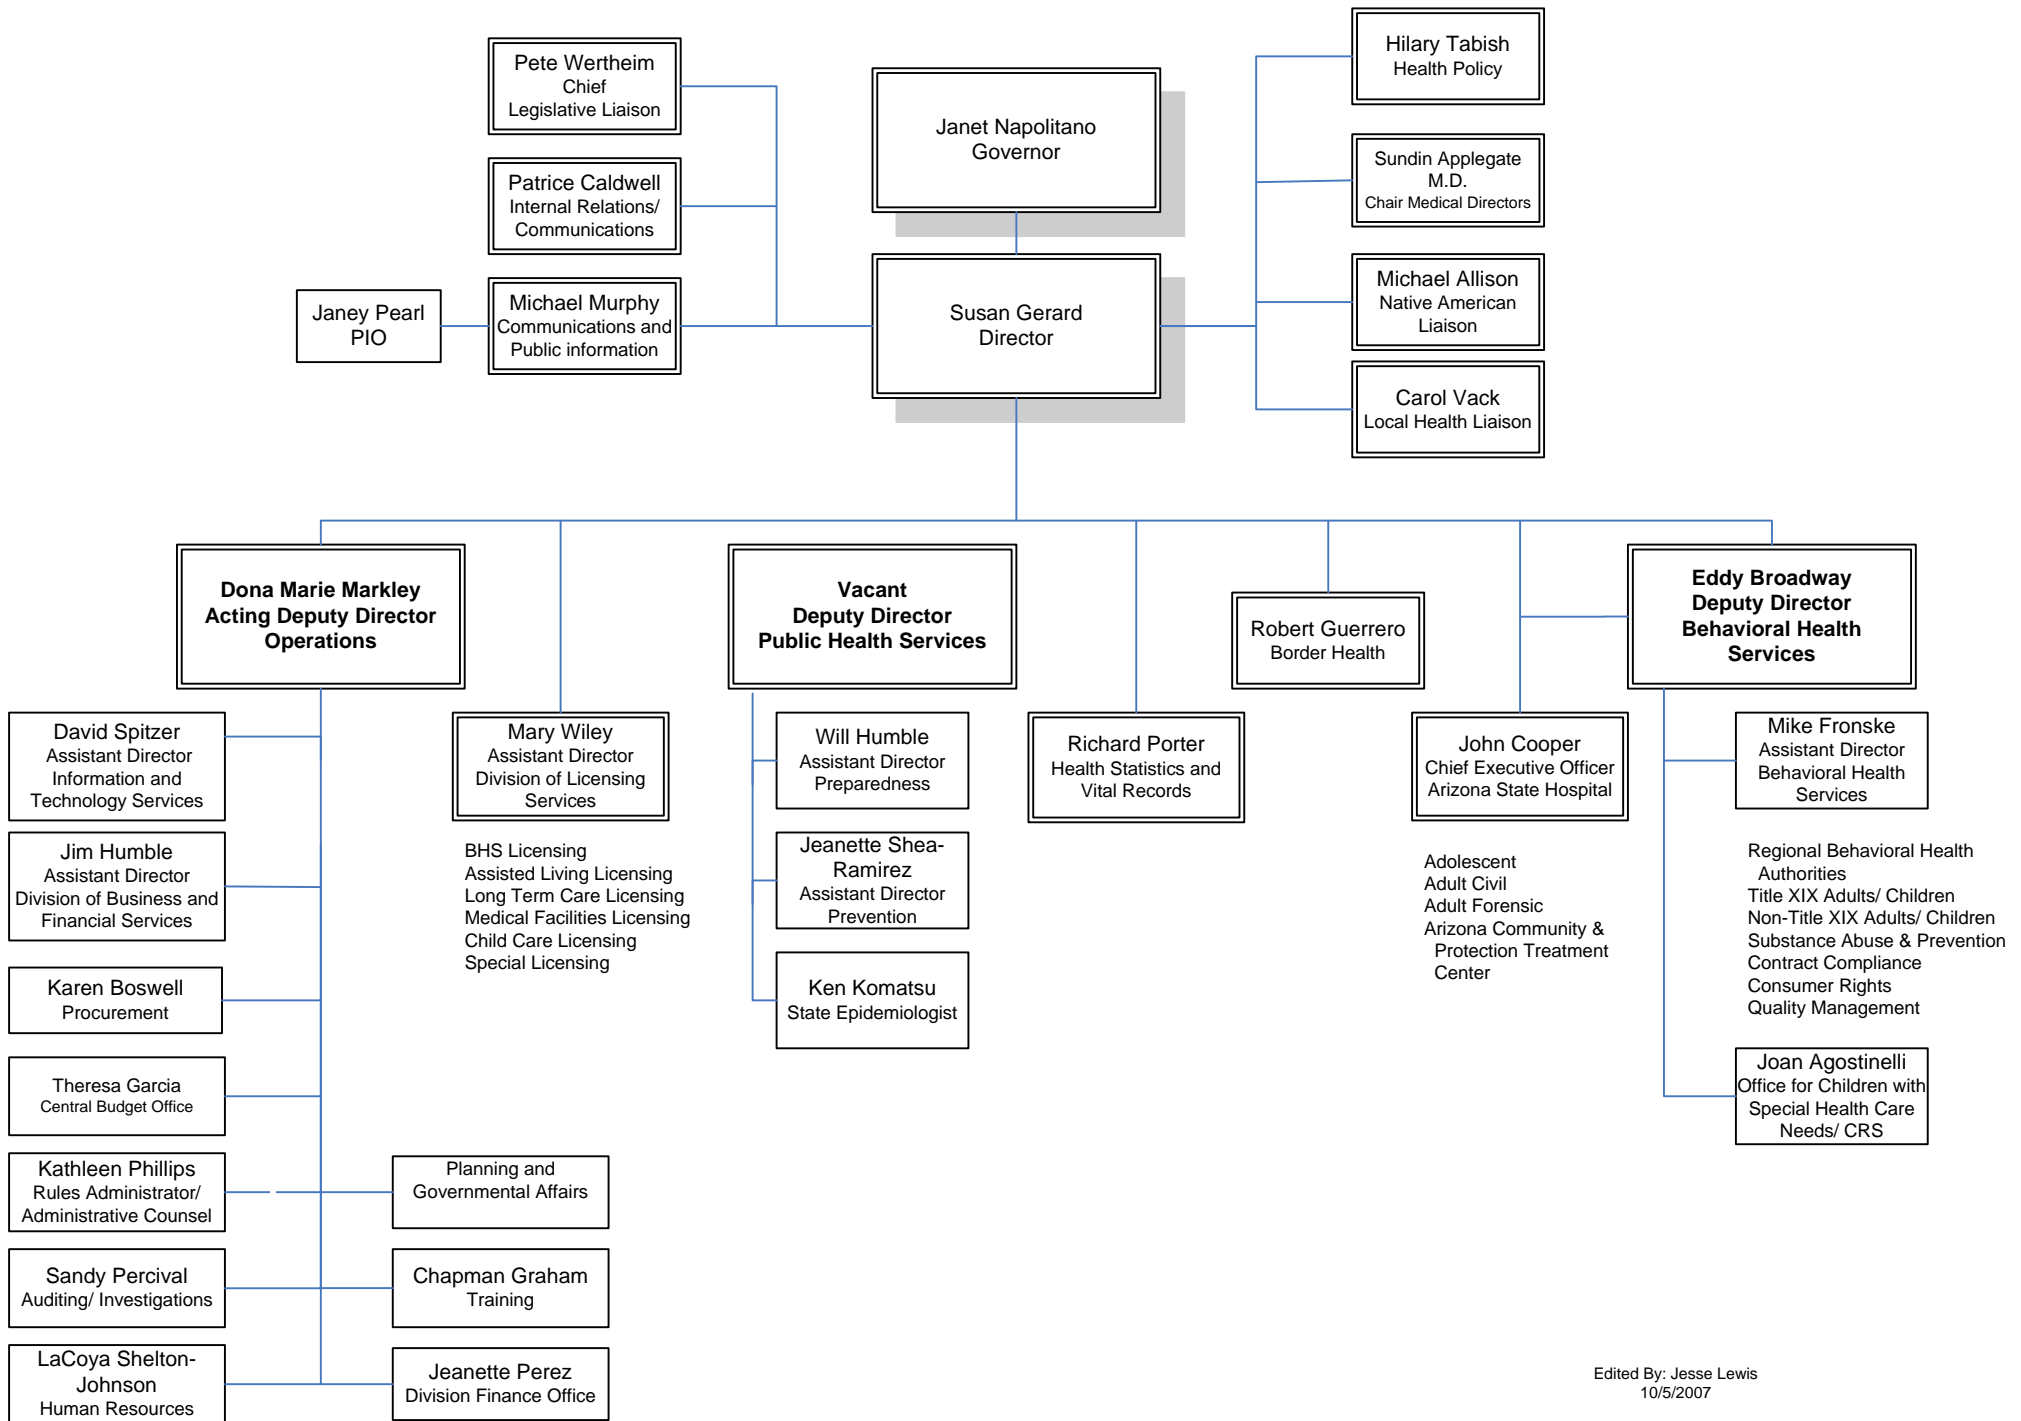 Pete Wertheim
Chief
Legislative Liaison
Patrice Caldwell
Internal Relations/
Communications
Janey Pearl
PIO
Michael Murphy
Communications and
Public information
Janet Napolitano
Governor
Susan Gerard
Director
Hilary Tabish
Health Policy
Sundin Applegate
M.D.
Chair Medical Directors
Michael Allison
Native American
Liaison
Carol Vack
Local Health Liaison
Dona Marie Markley
Acting Deputy Director
Operations
Vacant
Deputy Director
Public Health Services
Robert Guerrero
Border Health
Eddy Broadway
Deputy Director
Behavioral Health
Services
David Spitzer
Assistant Director
Information and
Technology Services
Jim Humble
Assistant Director
Division of Business and
Financial Services
Karen Boswell
Procurement
Theresa Garcia
Central Budget Office
Kathleen Phillips
Rules Administrator/
Administrative Counsel
Planning and
Governmental Affairs
Sandy Percival
Auditing/ Investigations
Chapman Graham
Training
LaCoya Shelton-
Johnson
Human Resources
Jeanette Perez
Division Finance Office
Mary Wiley
Assistant Director
Division of Licensing
Services
BHS Licensing
Assisted Living Licensing
Long Term Care Licensing
Medical Facilities Licensing
Child Care Licensing
Special Licensing
Will Humble
Assistant Director
Preparedness
Jeanette Shea-
Ramirez
Assistant Director
Prevention
Ken Komatsu
State Epidemiologist
Richard Porter
Health Statistics and
Vital Records
John Cooper
Chief Executive Officer
Arizona State Hospital
Adolescent
Adult Civil
Adult Forensic
Arizona Community &
Protection Treatment
Center
Mike Fronske
Assistant Director
Behavioral Health
Services
Regional Behavioral Health
Authorities
Title XIX Adults/ Children
Non-Title XIX Adults/ Children
Substance Abuse & Prevention
Contract Compliance
Consumer Rights
Quality Management
Joan Agostinelli
Office for Children with
Special Health Care
Needs/ CRS
Edited By: Jesse Lewis
10/5/2007